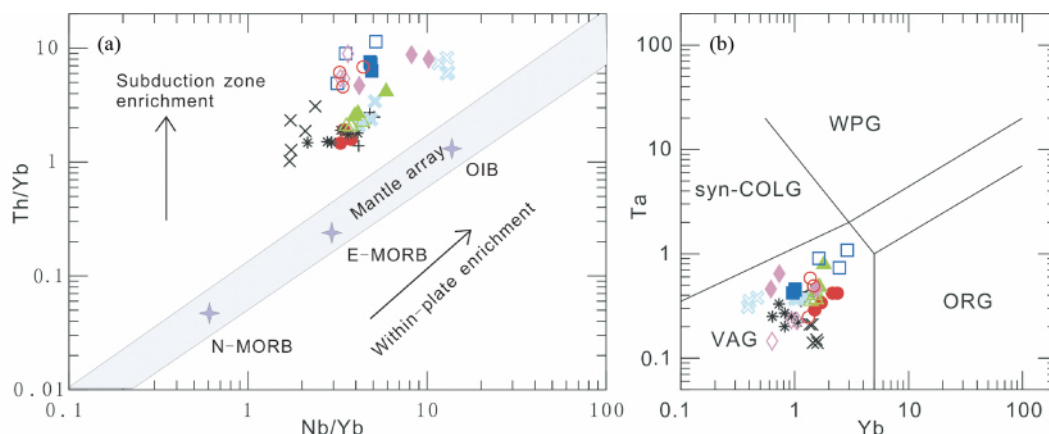 (a)
10
1
0.1
0.01
Th/Yb
Subduction zone
enrichment
Mantle array
OIB
E-MORB
N-MORB
Within-plate enrichment
0.1
1
10
100
Nb/Yb
(b)
100
10
1
0.1
Ta
WPG
syn-COLG
VAG
ORG
0.1
1
10
100
Yb